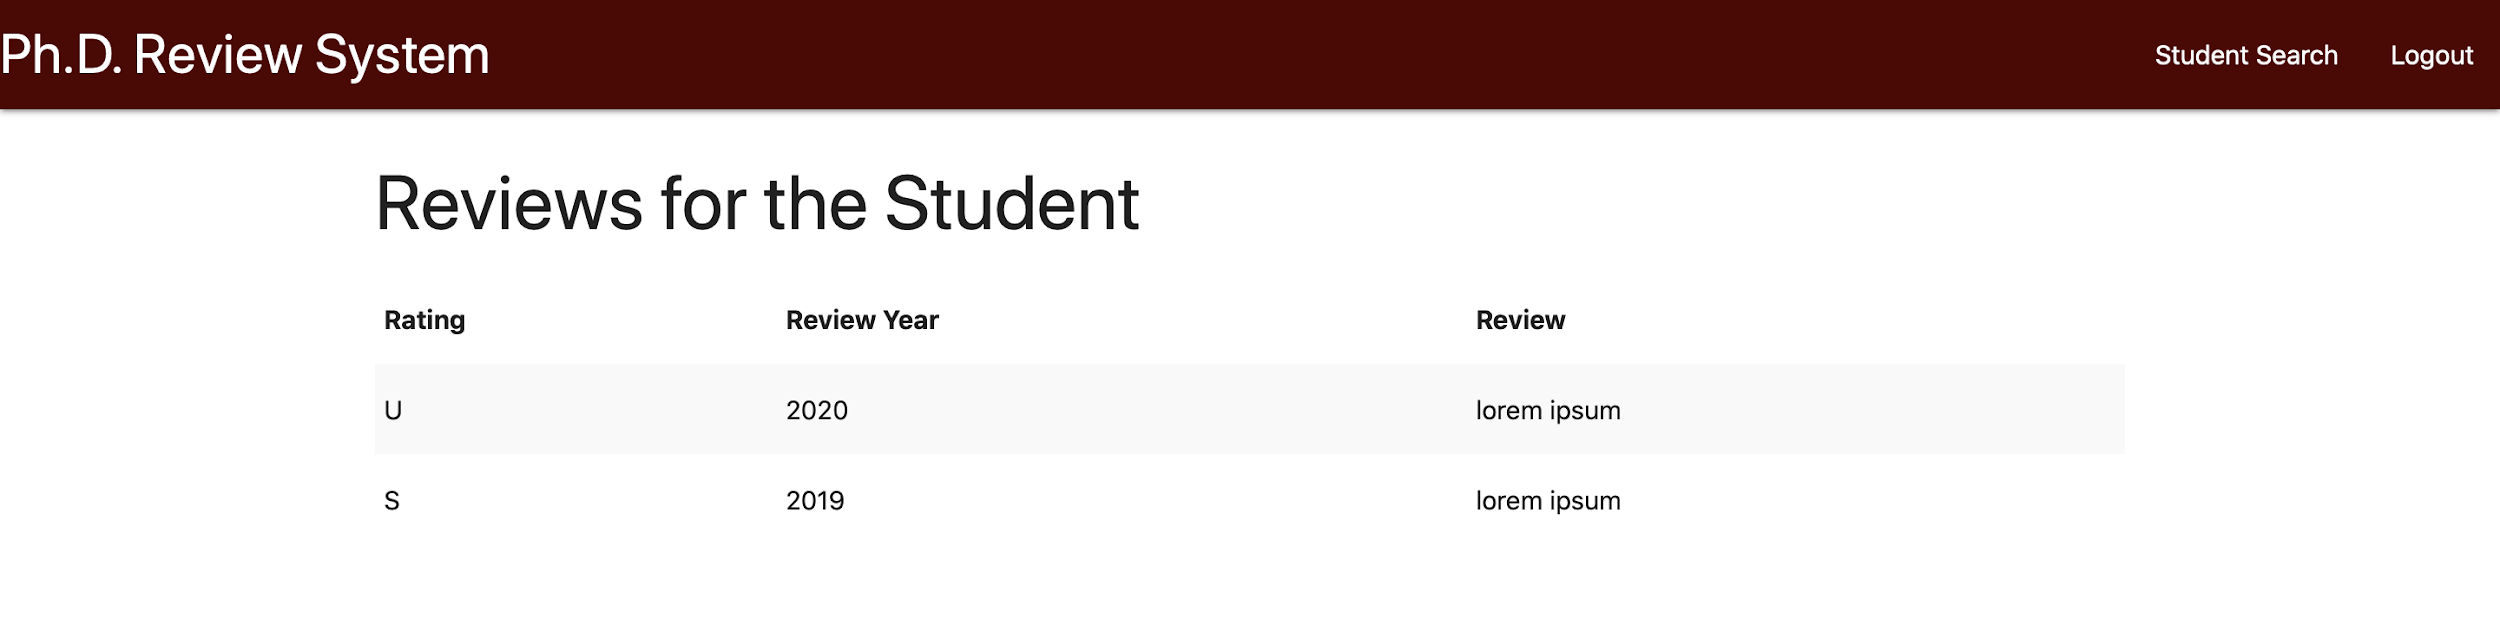 Ph.D. Review System Student Search Logout
Reviews for the Student
Rating Review Year Review
U 2020 lorem ipsum
S 2019 lorem ipsum